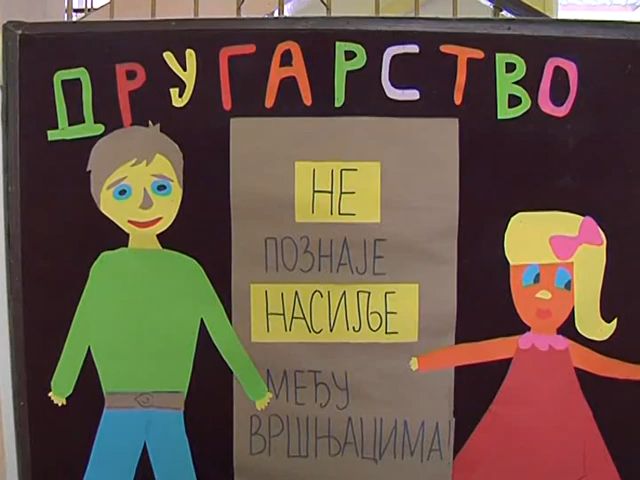 ДРУГАРСТВО
НЕ
ПОЗНАЈЕ
НАСИЉЕ
МЕЂУ
ВРШЊАЦИМА!